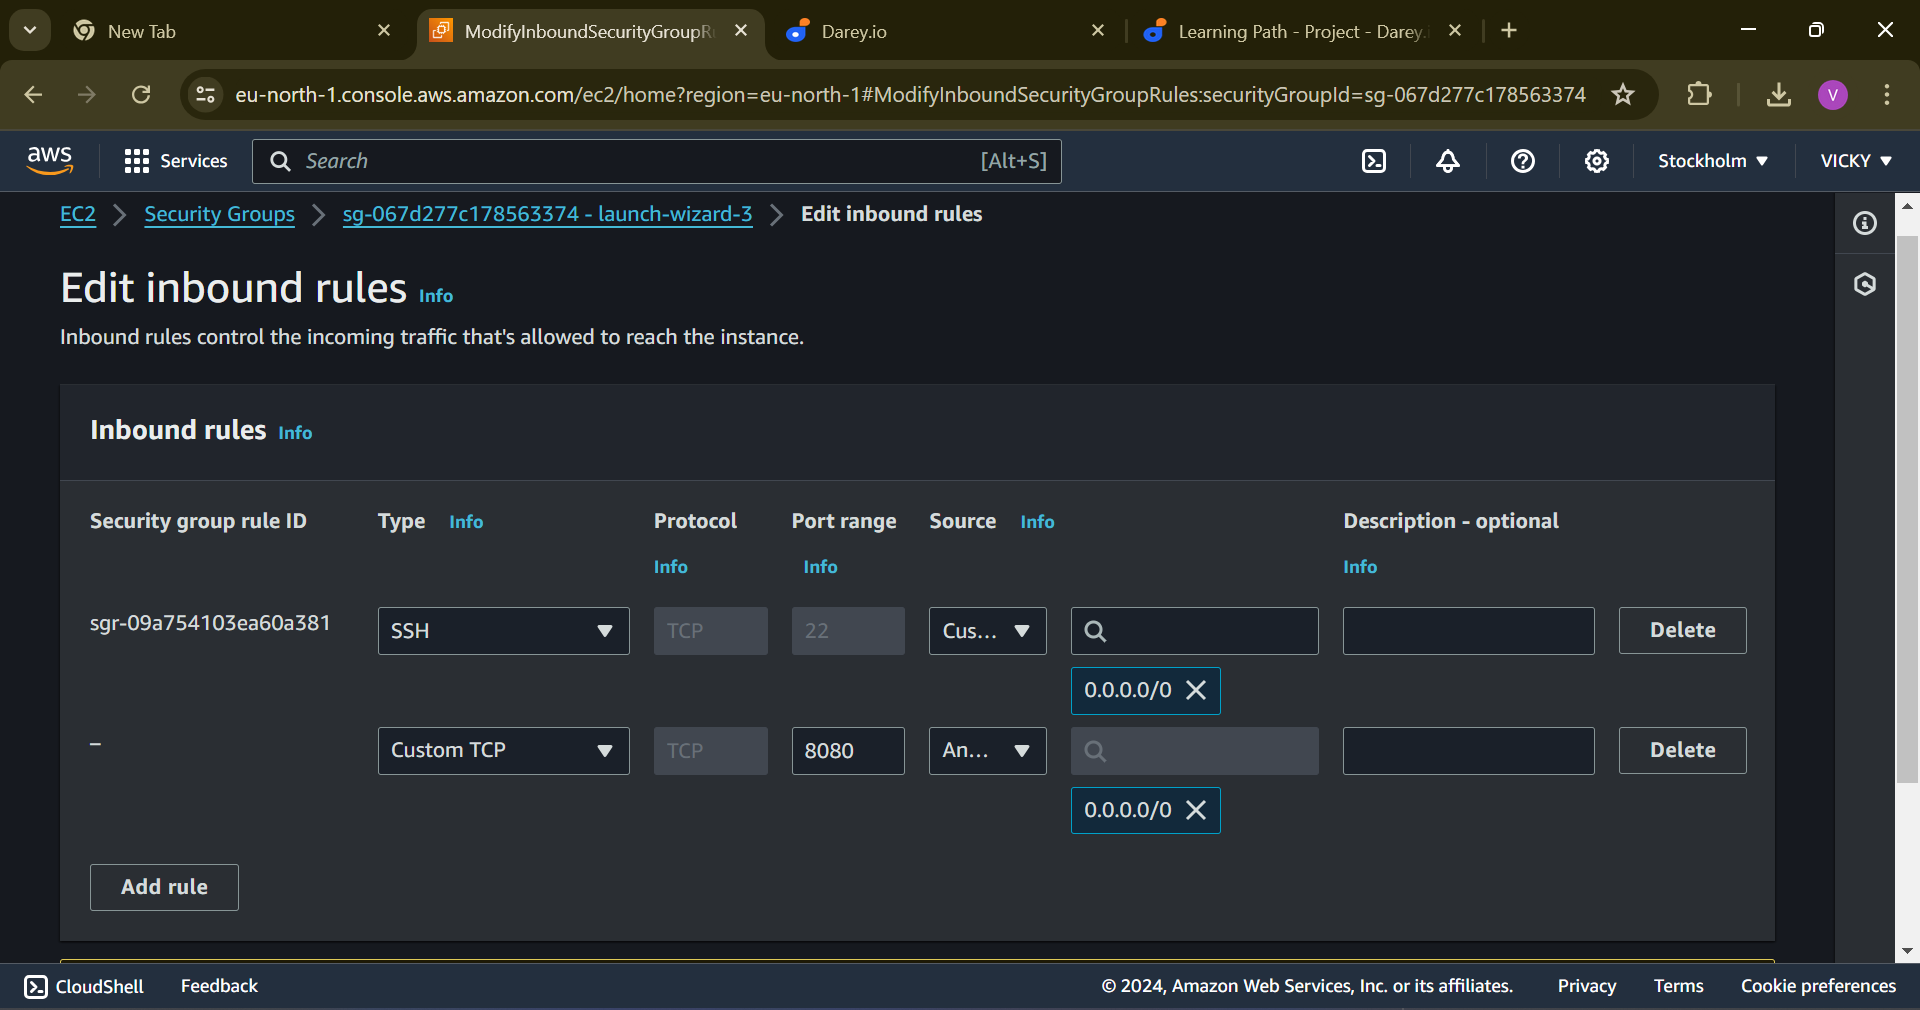 New Tab
ModifyInboundSecurityGroupR
Darey.io
Learning Path - Project - Darey.i
eu-north-1.console.aws.amazon.com/ec2/home?region=eu-north-1#ModifyInboundSecurityGroupRules:securityGroupId=sg-067d277c178563374
V
aws
Services
Search
[Alt+S]
Stockholm
VICKY
EC2
Security Groups
sg-067d277c178563374 - launch-wizard-3
Edit inbound rules
Edit inbound rules Info
Inbound rules control the incoming traffic that's allowed to reach the instance.
Inbound rules Info
Security group rule ID
Type Info
Protocol
Info
Port range
Info
Source Info
Description - optional
Info
sgr-09a754103ea60a381
SSH
TCP
22
Cus...
Delete
0.0.0.0/0
–
Custom TCP
TCP
8080
An...
Delete
0.0.0.0/0
Add rule
CloudShell
Feedback
© 2024, Amazon Web Services, Inc. or its affiliates.
Privacy
Terms
Cookie preferences